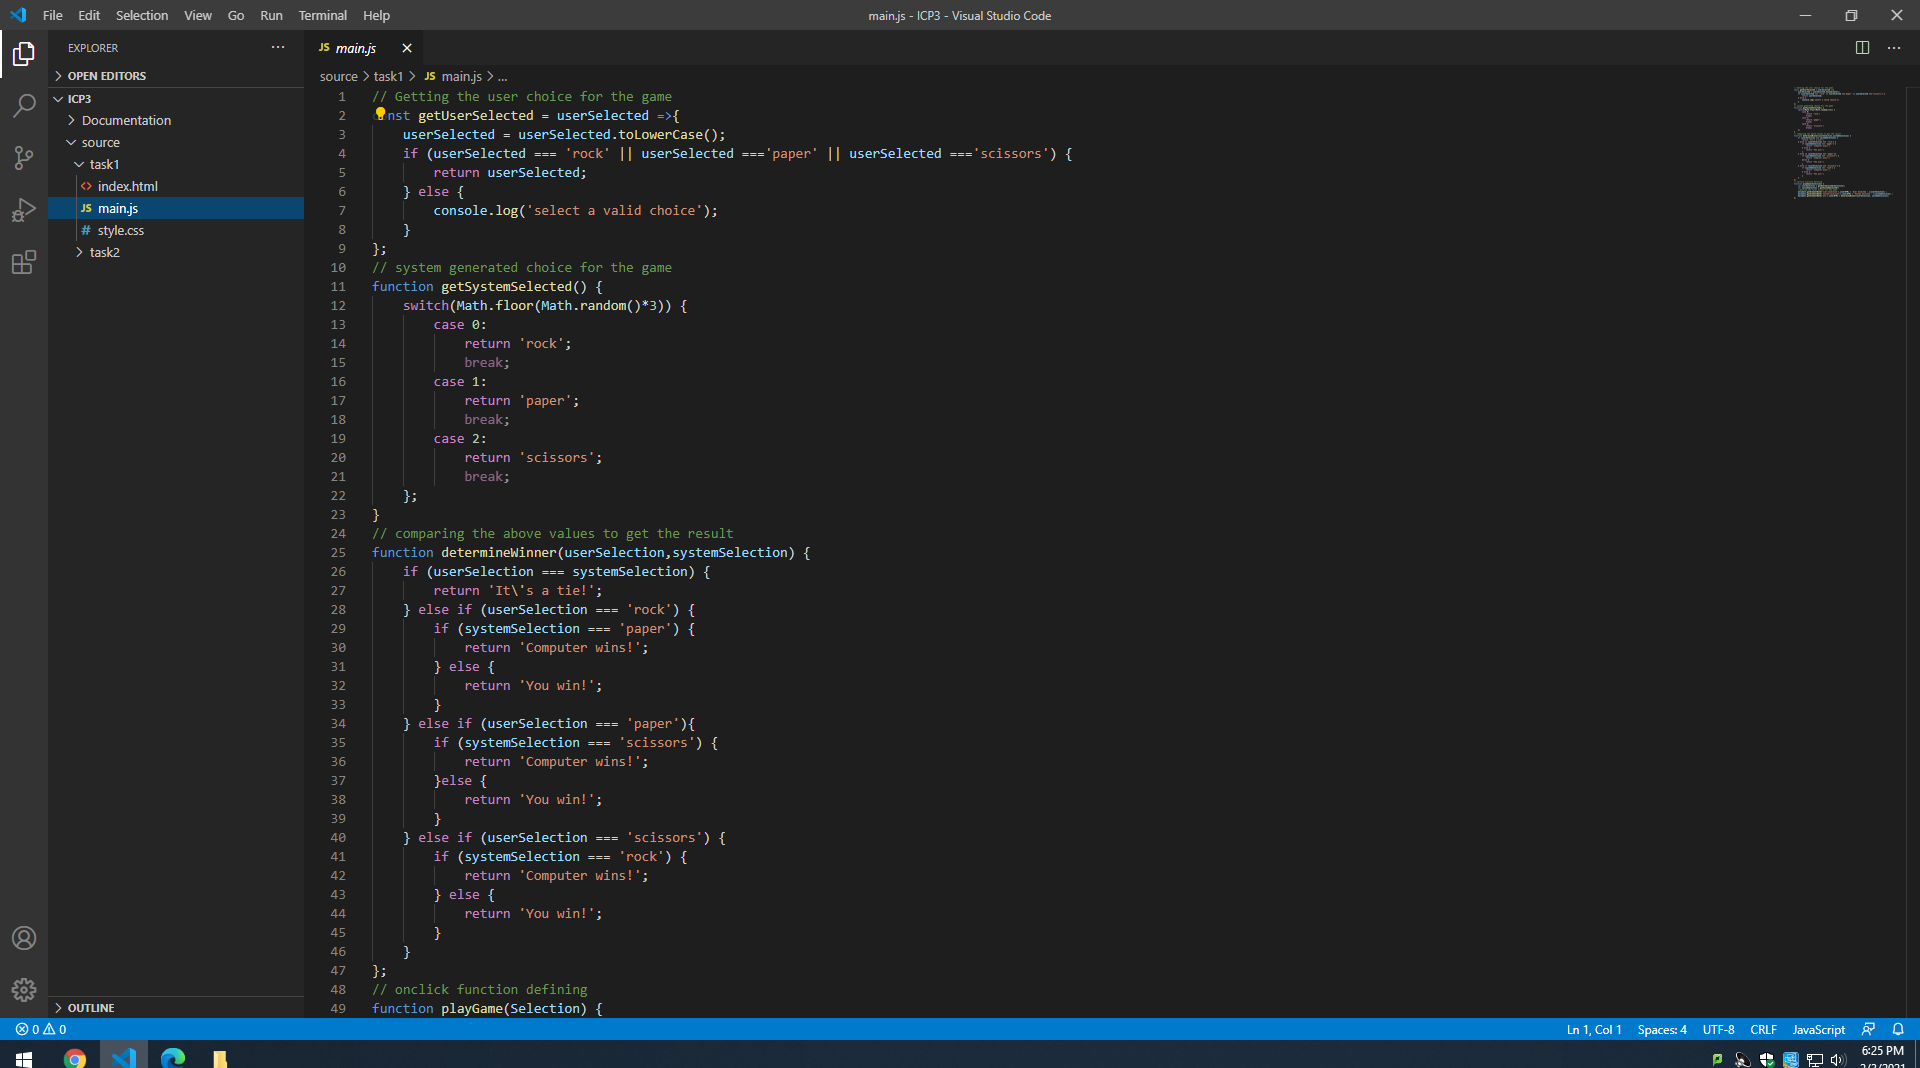 File Edit Selection View Go Run Terminal Help
main.js - ICP3 - Visual Studio Code
EXPLORER
OPEN EDITORS
ICP3
Documentation
source
task1
index.html
JS main.js
# style.css
task2
OUTLINE
JS main.js
source > task1 > JS main.js > ...
1 // Getting the user choice for the game
2 nst getUserSelected = userSelected =>{
3 userSelected = userSelected.toLowerCase();
4 if (userSelected === 'rock' || userSelected ==='paper' || userSelected ==='scissors') {
5 return userSelected;
6 } else {
7 console.log('select a valid choice');
8 }
9 };
10 // system generated choice for the game
11 function getSystemSelected() {
12 switch(Math.floor(Math.random()*3)) {
13 case 0:
14 return 'rock';
15 break;
16 case 1:
17 return 'paper';
18 break;
19 case 2:
20 return 'scissors';
21 break;
22 };
23 }
24 // comparing the above values to get the result
25 function determineWinner(userSelection,systemSelection) {
26 if (userSelection === systemSelection) {
27 return 'It\'s a tie!';
28 } else if (userSelection === 'rock') {
29 if (systemSelection === 'paper') {
30 return 'Computer wins!';
31 } else {
32 return 'You win!';
33 }
34 } else if (userSelection === 'paper'){
35 if (systemSelection === 'scissors') {
36 return 'Computer wins!';
37 }else {
38 return 'You win!';
39 }
40 } else if (userSelection === 'scissors') {
41 if (systemSelection === 'rock') {
42 return 'Computer wins!';
43 } else {
44 return 'You win!';
45 }
46 }
47 };
48 // onclick function defining
49 function playGame(Selection) {
0 0
Ln 1, Col 1 Spaces: 4 UTF-8 CRLF JavaScript
6:25 PM